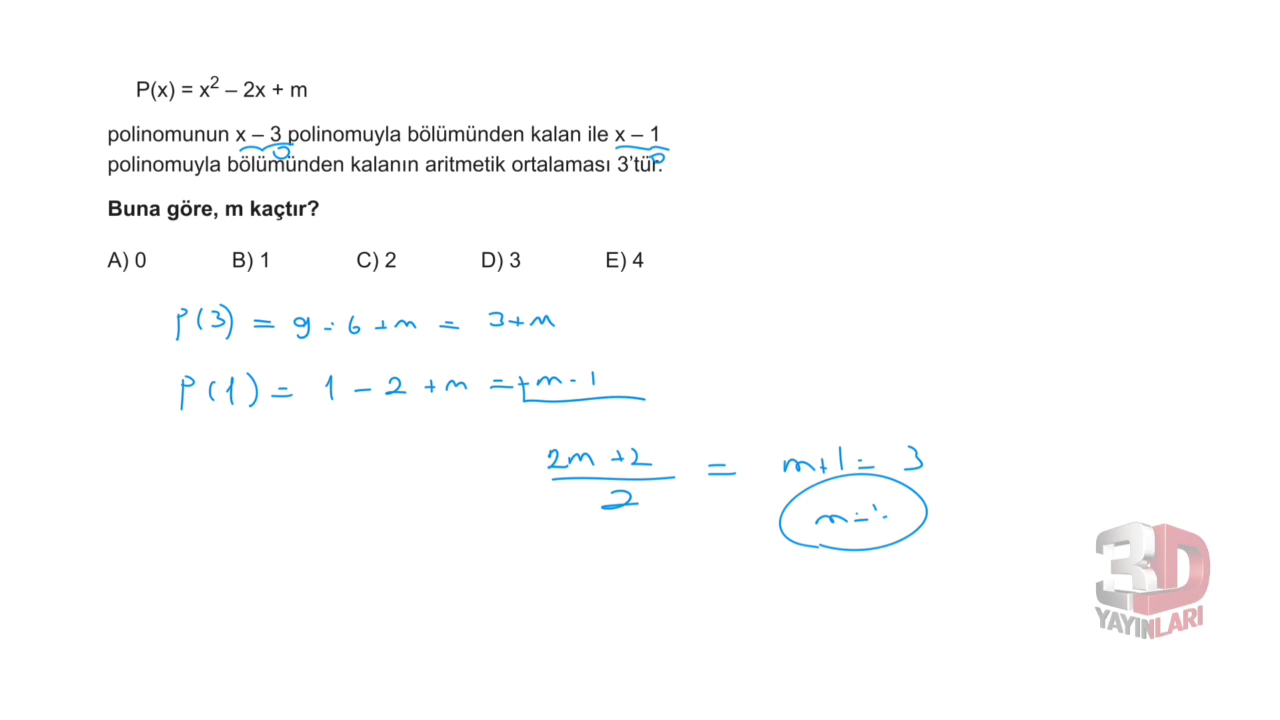 P(x) = x² – 2x + m
polinomunun x – 3 polinomuyla bölümünden kalan ile x – 1
polinomuyla bölümünden kalanın aritmetik ortalaması 3'tür.
Buna göre, m kaçtır?
A) 0 B) 1 C) 2 D) 3 E) 4
P(3) = 9 - 6 + m = 3 + m
P(1) = 1 - 2 + m = m - 1
2m + 2 / 2 = m + 1 = 3
m =
3D
YAYINLARI